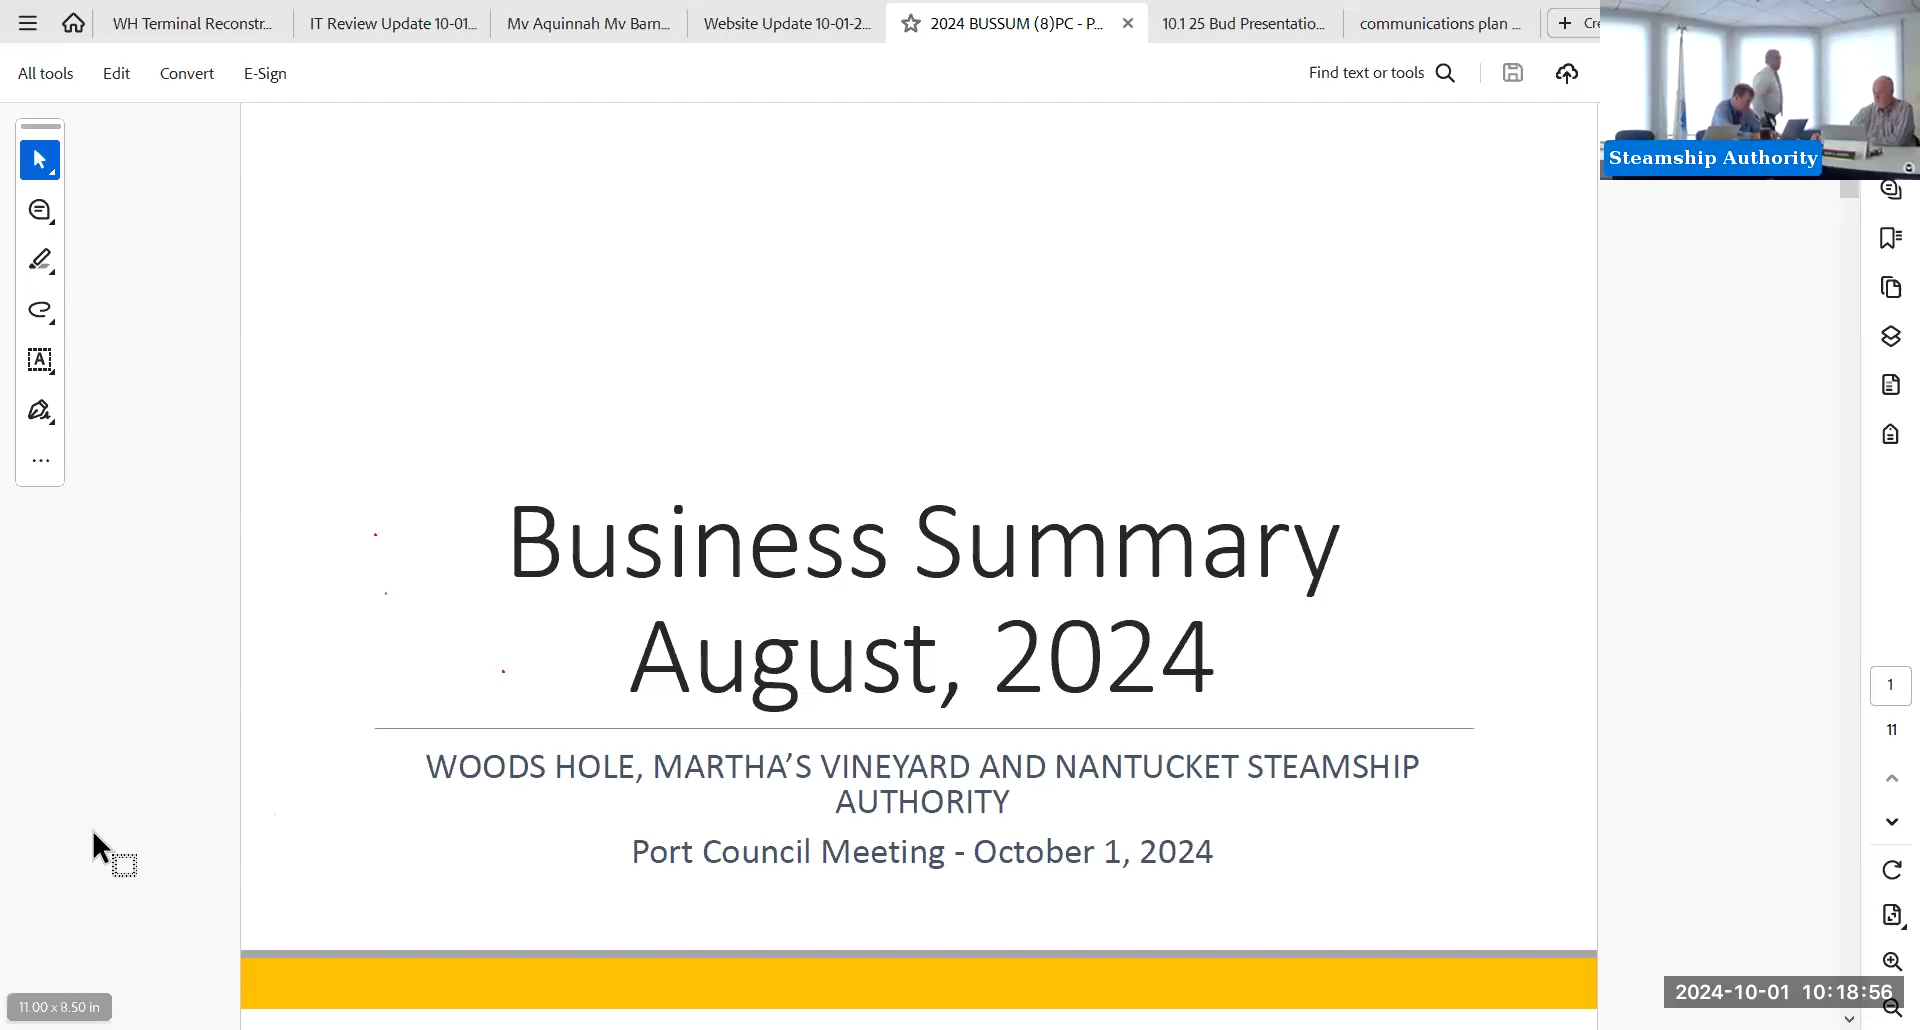 WH Terminal Reconstr...
IT Review Update 10-01...
Mv Aquinnah Mv Barn...
Website Update 10-01-2...
2024 BUSSUM (8)PC - P...
10.1 25 Bud Presentatio...
communications plan ...
Cre
All tools
Edit
Convert
E-Sign
Find text or tools
Steamship Authority
A
Business Summary
August, 2024
WOODS HOLE, MARTHA’S VINEYARD AND NANTUCKET STEAMSHIP
AUTHORITY
Port Council Meeting - October 1, 2024
1
11
11.00 x 8.50 in
2024-10-01 10:18:56